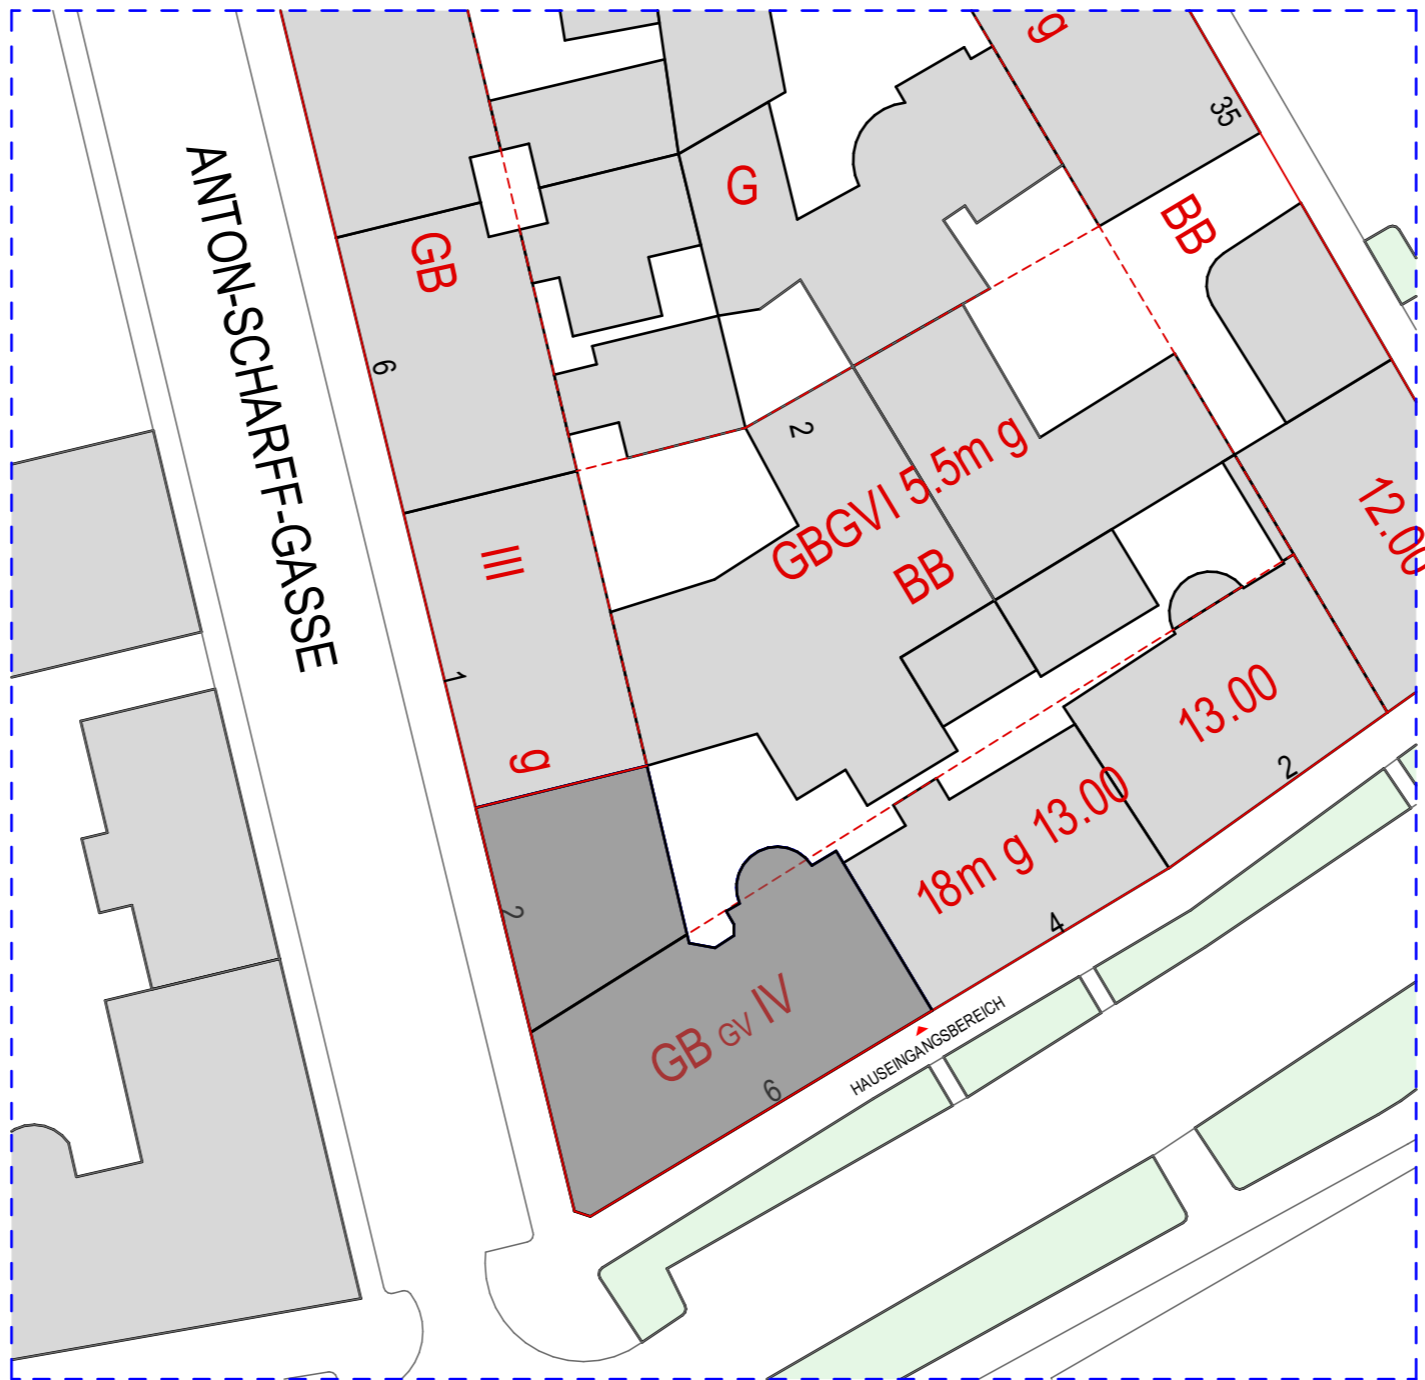 g
35
BB
G
GB
ANTON-SCHARFF-GASSE
6
2
GBGVI 5.5m g
BB
12.00
III
1
g
13.00
2
18m g 13.00
4
2
GB GV IV
6
HAUSEINGANGSBEREICH